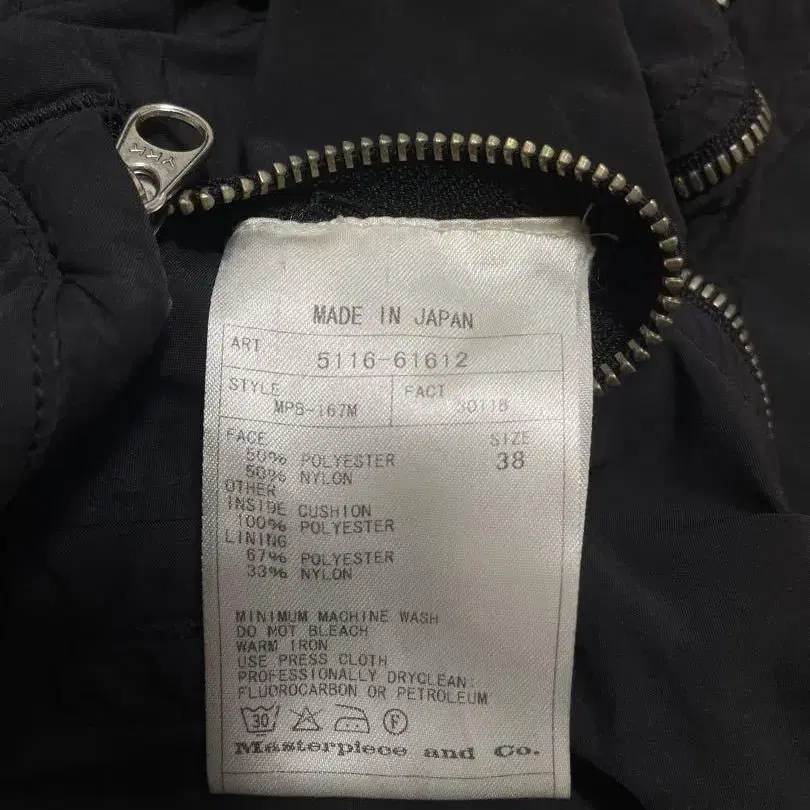 YKK
MADE IN JAPAN
ART
5116-61612
STYLE
FACT
MPB-167M
FACE
SIZE
50% POLYESTER
38
50% NYLON
OTHER
INSIDE CUSHION
100% POLYESTER
LINING
67% POLYESTER
33% NYLON
MINIMUM MACHINE WASH
DO NOT BLEACH
WARM IRON
USE PRESS CLOTH
PROFESSIONALLY DRYCLEAN:
FLUOROCARBON OR PETROLEUM
30 F
Masterpiece and Co.